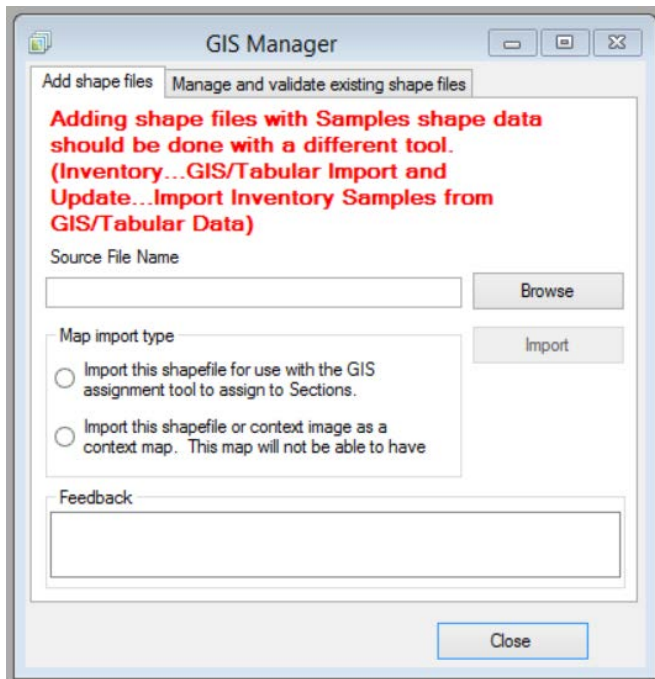 GIS Manager
Add shape files
Manage and validate existing shape files
Adding shape files with Samples shape data
should be done with a different tool.
(Inventory...GIS/Tabular Import and
Update...Import Inventory Samples from
GIS/Tabular Data)
Source File Name
Browse
Map import type
Import
Import this shapefile for use with the GIS
assignment tool to assign to Sections.
Import this shapefile or context image as a
context map.  This map will not be able to have
Feedback
Close